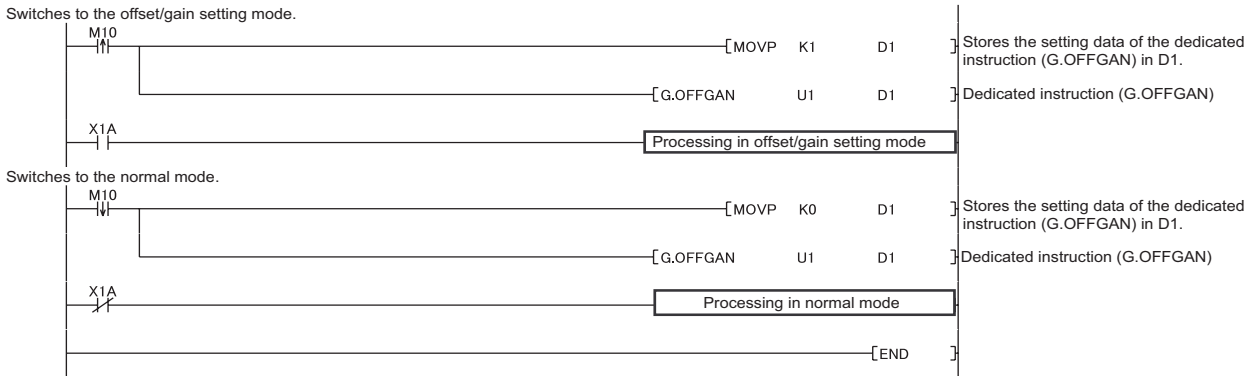 Switches to the offset/gain setting mode.
M10
MOVP K1 D1
Stores the setting data of the dedicated
instruction (G.OFFGAN) in D1.
G.OFFGAN U1 D1
Dedicated instruction (G.OFFGAN)
X1A
Processing in offset/gain setting mode
Switches to the normal mode.
M10
MOVP K0 D1
Stores the setting data of the dedicated
instruction (G.OFFGAN) in D1.
G.OFFGAN U1 D1
Dedicated instruction (G.OFFGAN)
X1A
Processing in normal mode
END